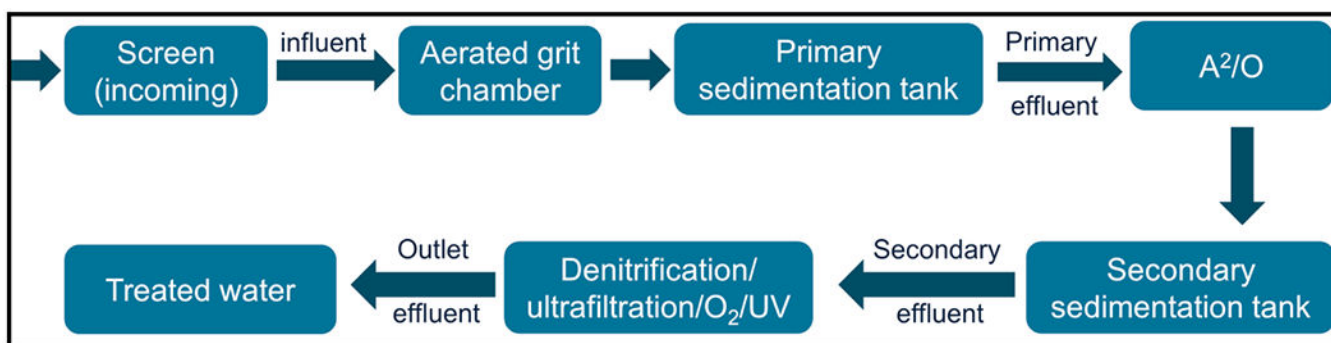 Screen
(incoming)
influent
Aerated grit
chamber
Primary
sedimentation tank
Primary
effluent
A²/O
Treated water
Outlet
effluent
Denitrification/
ultrafiltration/O₂/UV
Secondary
effluent
Secondary
sedimentation tank